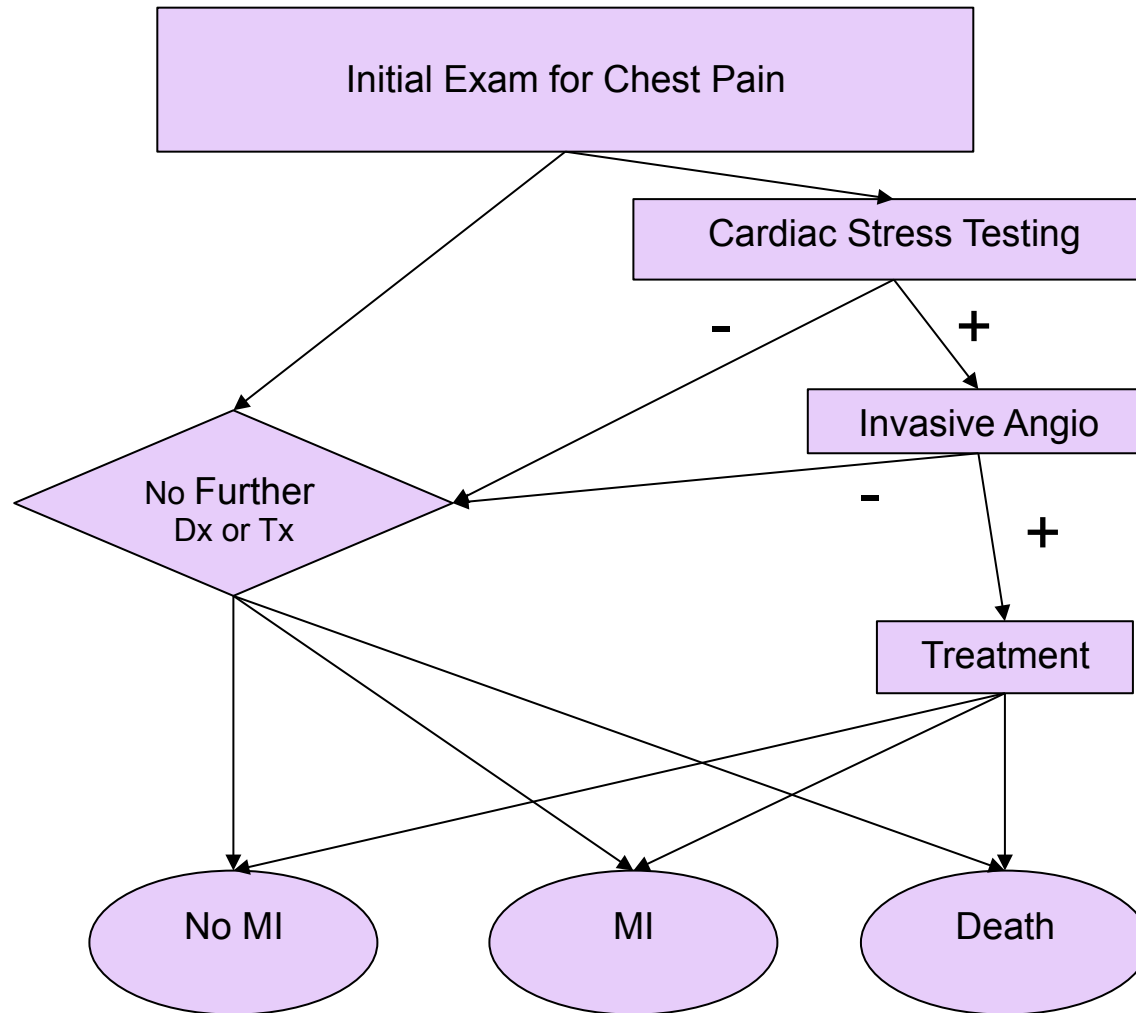 Initial Exam for Chest Pain
Cardiac Stress Testing
-
+
Invasive Angio
No Further
Dx or Tx
-
+
Treatment
No MI
MI
Death